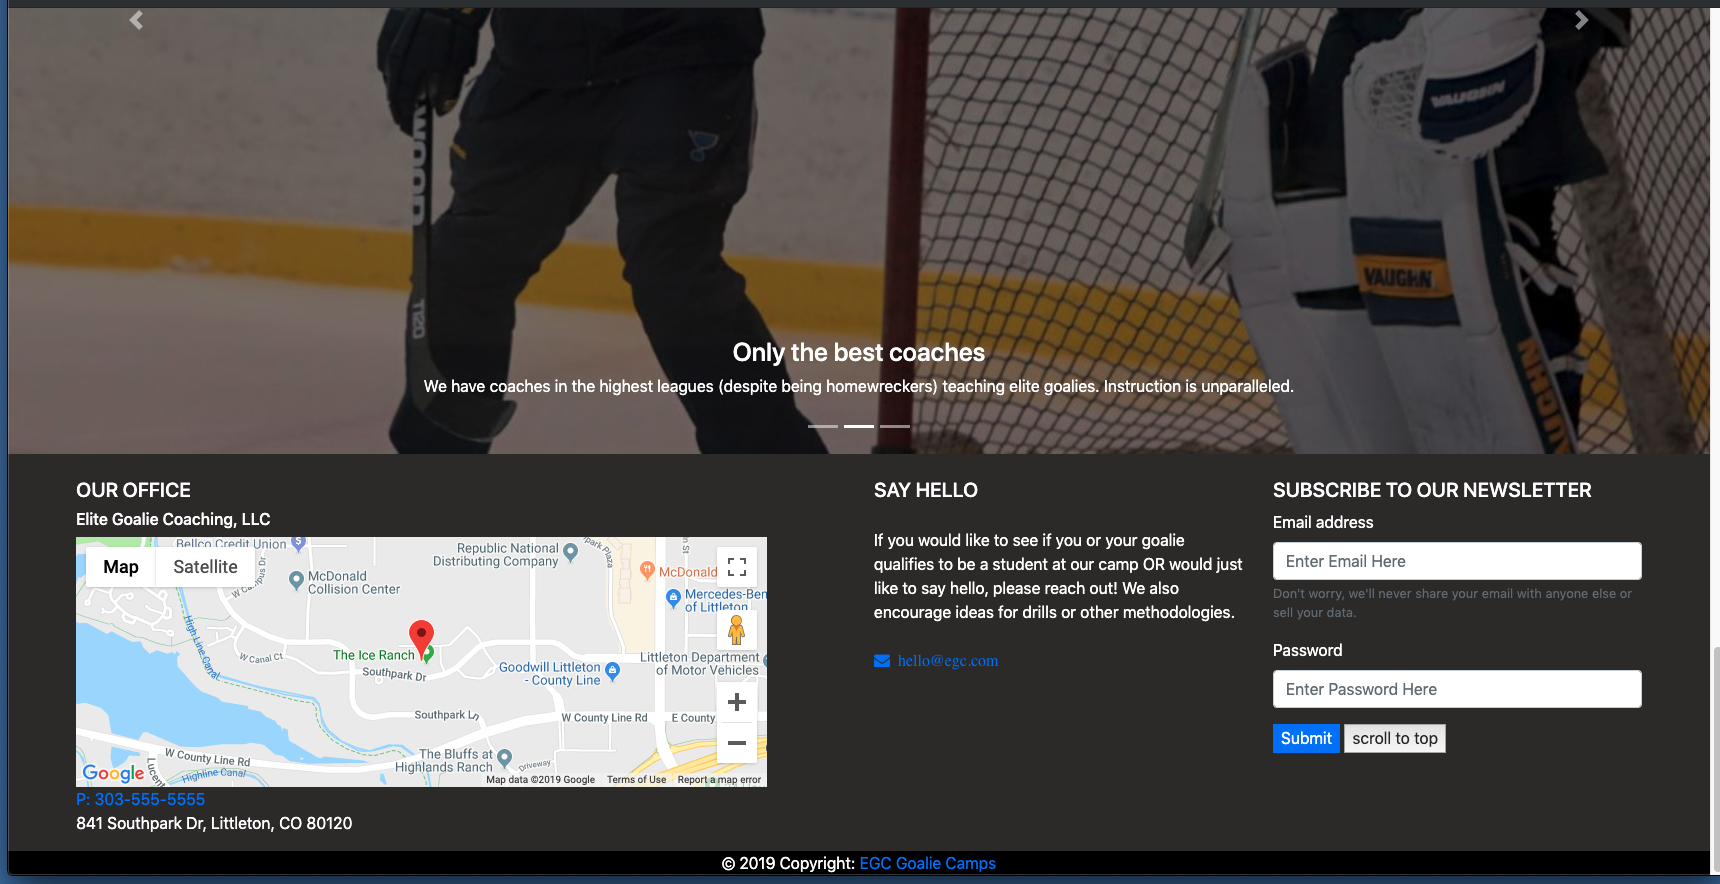 WOOD
T120
VAUGHN
VAUGHN
VAUGHN
Only the best coaches
We have coaches in the highest leagues (despite being homewreckers) teaching elite goalies. Instruction is unparalleled.
OUR OFFICE
Elite Goalie Coaching, LLC
Map
Satellite
Bellco Credit Union
Republic National
Distributing Company
McDonald
Collision Center
McDonald
Mercedes-Ben
of Littleton
High Line Canal
W Canal Ct
The Ice Ranch
Southpark Dr
Goodwill Littleton
- County Line
Littleton Department
of Motor Vehicles
Southpark Ln
W County Line Rd
E County
The Bluffs at
Highlands Ranch
Driveway
W County Line Rd
Highline Canal
Lucent
Google
Map data ©2019 Google
Terms of Use
Report a map error
P: 303-555-5555
841 Southpark Dr, Littleton, CO 80120
SAY HELLO
If you would like to see if you or your goalie
qualifies to be a student at our camp OR would just
like to say hello, please reach out! We also
encourage ideas for drills or other methodologies.
hello@egc.com
SUBSCRIBE TO OUR NEWSLETTER
Email address
Enter Email Here
Don't worry, we'll never share your email with anyone else or
sell your data.
Password
Enter Password Here
Submit
scroll to top
© 2019 Copyright: EGC Goalie Camps